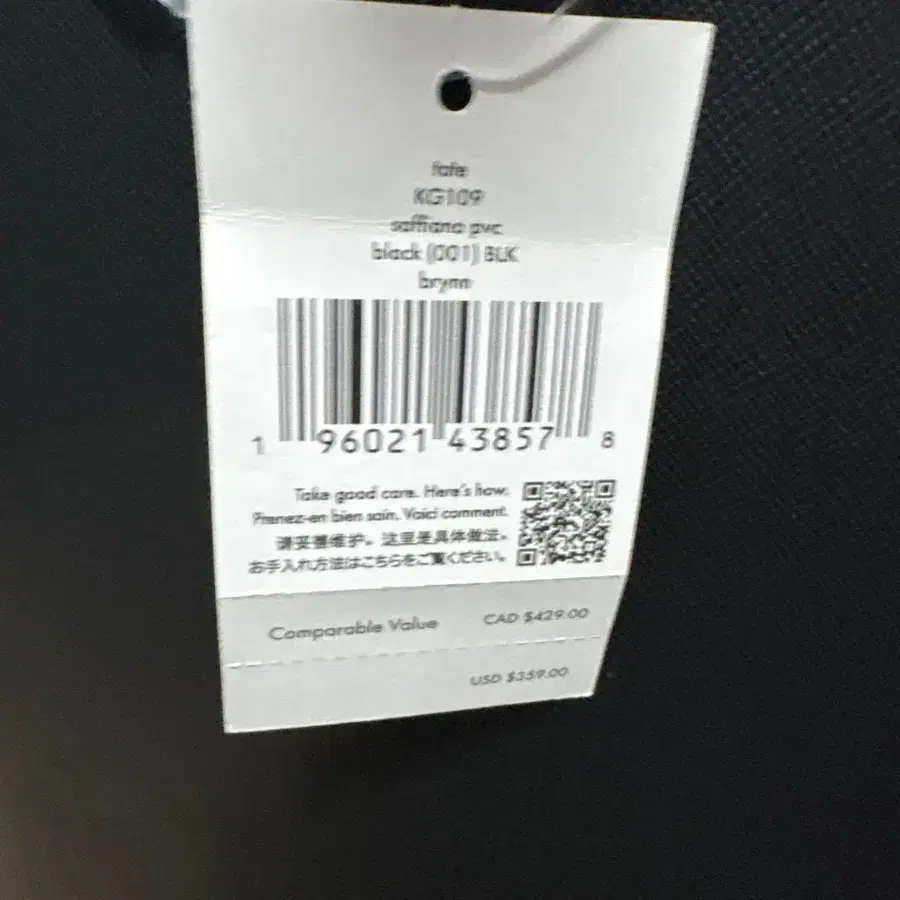 tote
KG109
saffiano pvc
black (001) BLK
brynn
1 96021 43857 8
Take good care. Here's how.
Prenez-en bien soin. Voici comment.
请妥善维护。这里是具体做法。
お手入れ方法はこちらをご覧ください。
Comparable Value CAD $429.00
USD $359.00